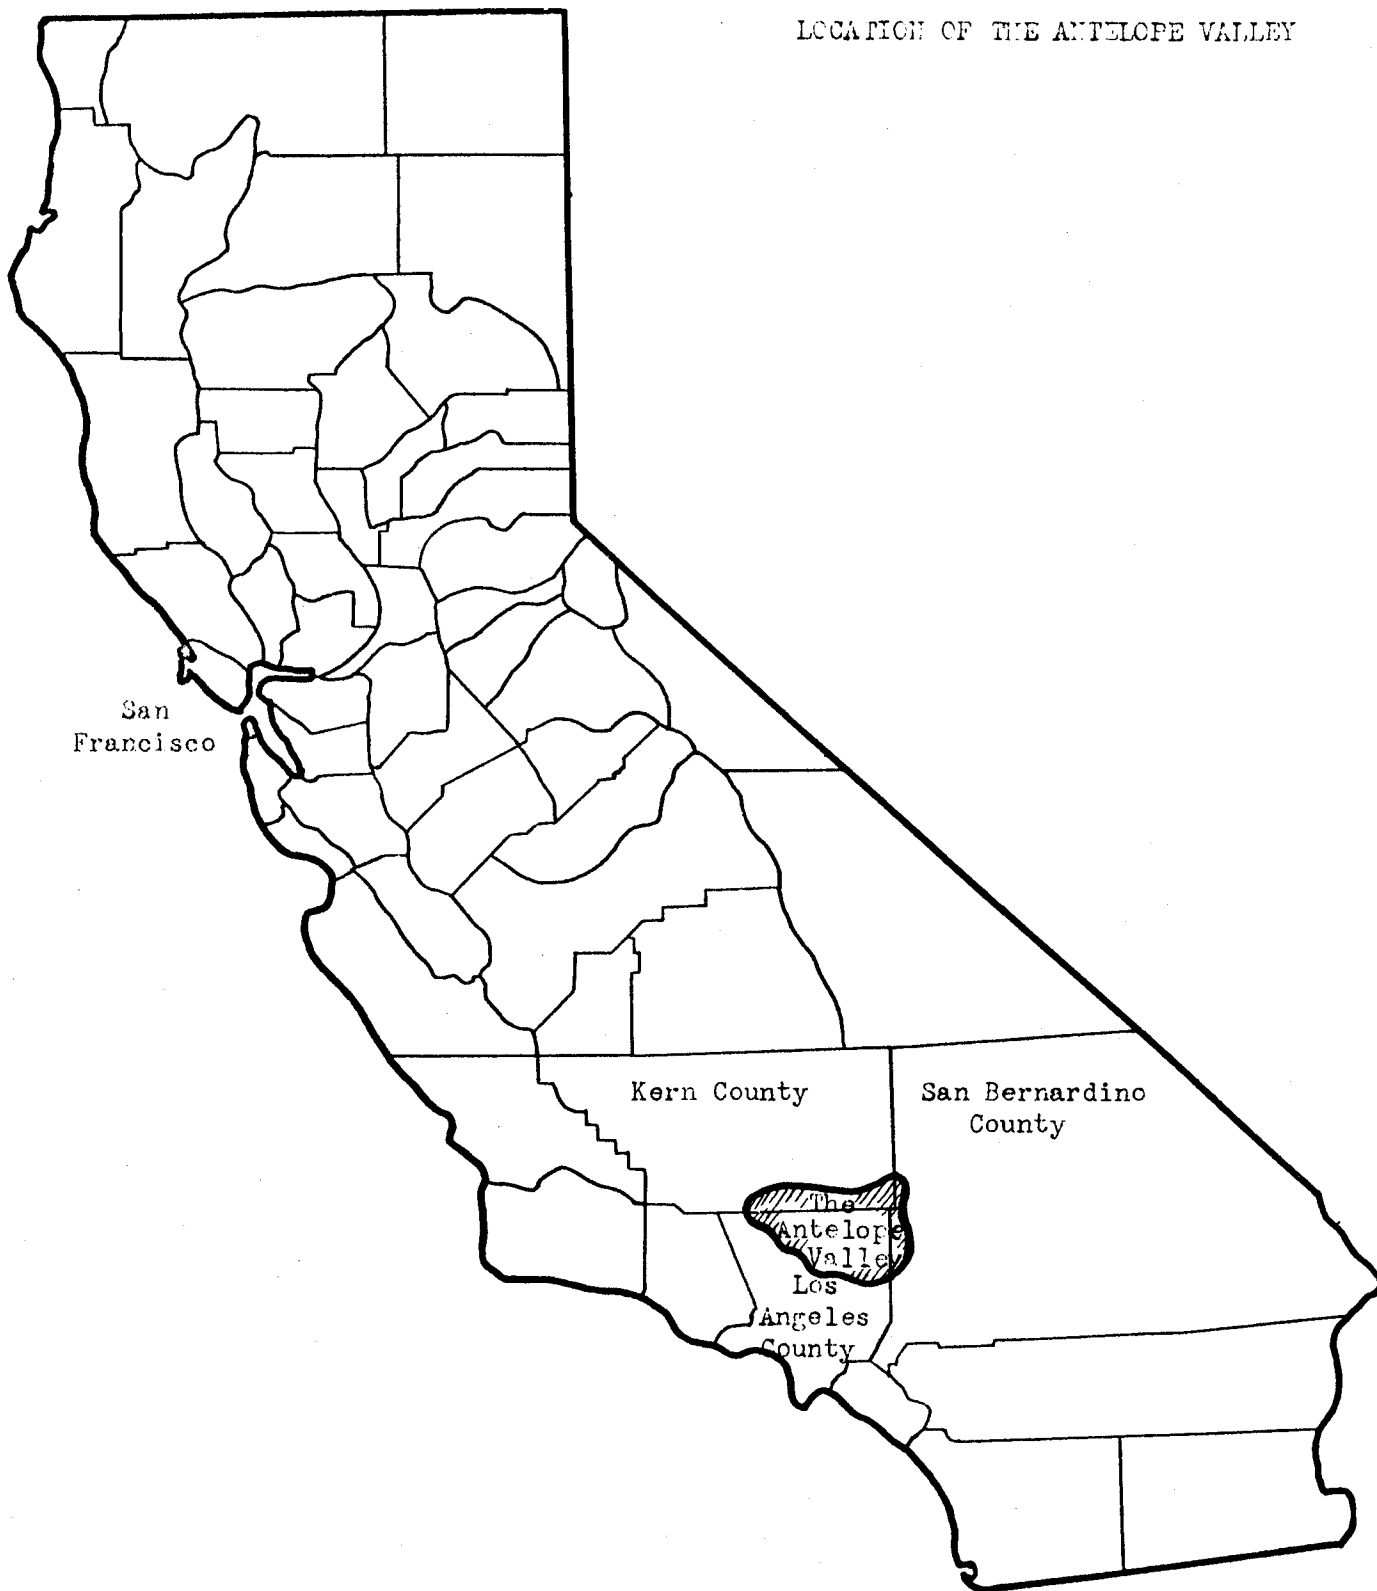 LOCATION OF THE ANTELOPE VALLEY
San
Francisco
Kern County
San Bernardino
County
The
Antelope
Valley
Los
Angeles
County